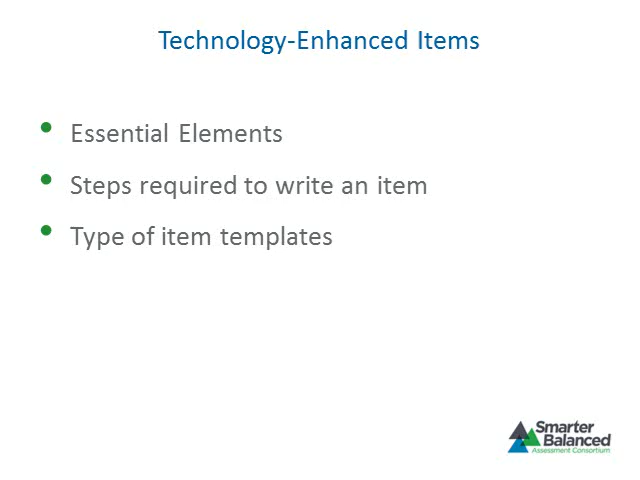 Technology-Enhanced Items
• Essential Elements
• Steps required to write an item
• Type of item templates
Smarter
Balanced
Assessment Consortium